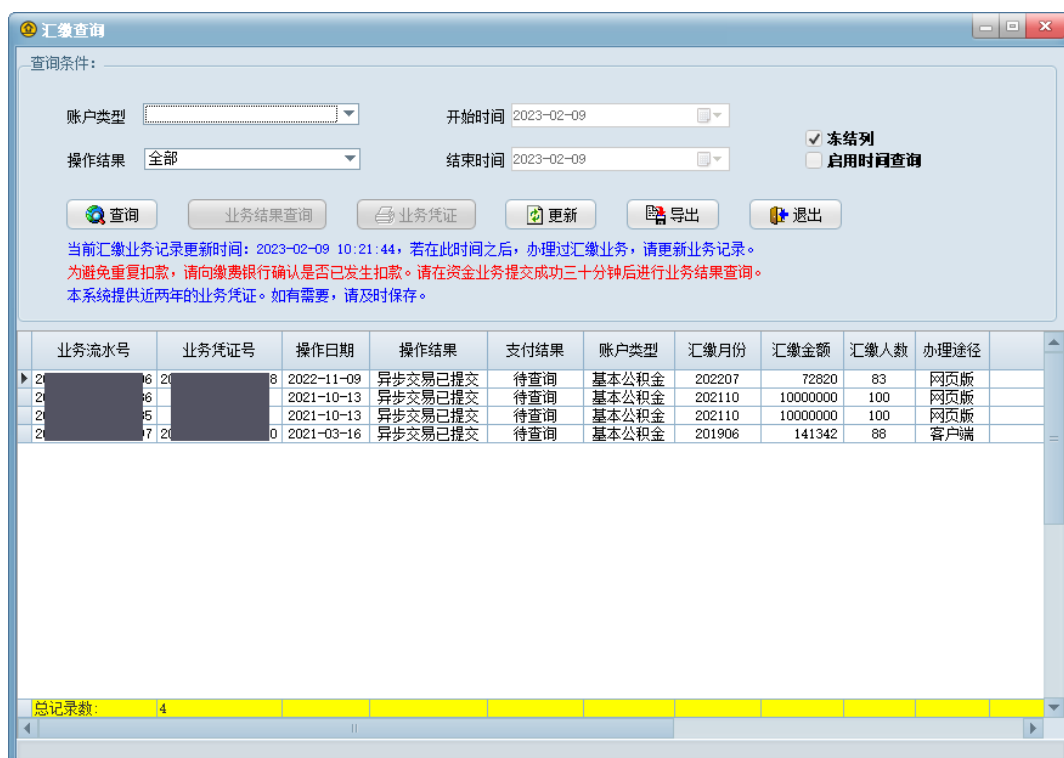 汇缴查询
查询条件:
账户类型 开始时间 2023-02-09
冻结列
操作结果 全部 结束时间 2023-02-09
启用时间查询
查询 业务结果查询 业务凭证 更新 导出 退出
当前汇缴业务记录更新时间: 2023-02-09 10:21:44, 若在此时间之后, 办理过汇缴业务, 请更新业务记录。
为避免重复扣款, 请向缴费银行确认是否已发生扣款。请在资金业务提交成功三十分钟后进行业务结果查询。
本系统提供近两年的业务凭证。如有需要, 请及时保存。
业务流水号 业务凭证号 操作日期 操作结果 支付结果 账户类型 汇缴月份 汇缴金额 汇缴人数 办理途径
2022-11-09 异步交易已提交 待查询 基本公积金 202207 72820 83 网页版
2021-10-13 异步交易已提交 待查询 基本公积金 202110 10000000 100 网页版
2021-10-13 异步交易已提交 待查询 基本公积金 202110 10000000 100 网页版
2021-03-16 异步交易已提交 待查询 基本公积金 201906 141342 88 客户端
总记录数: 4